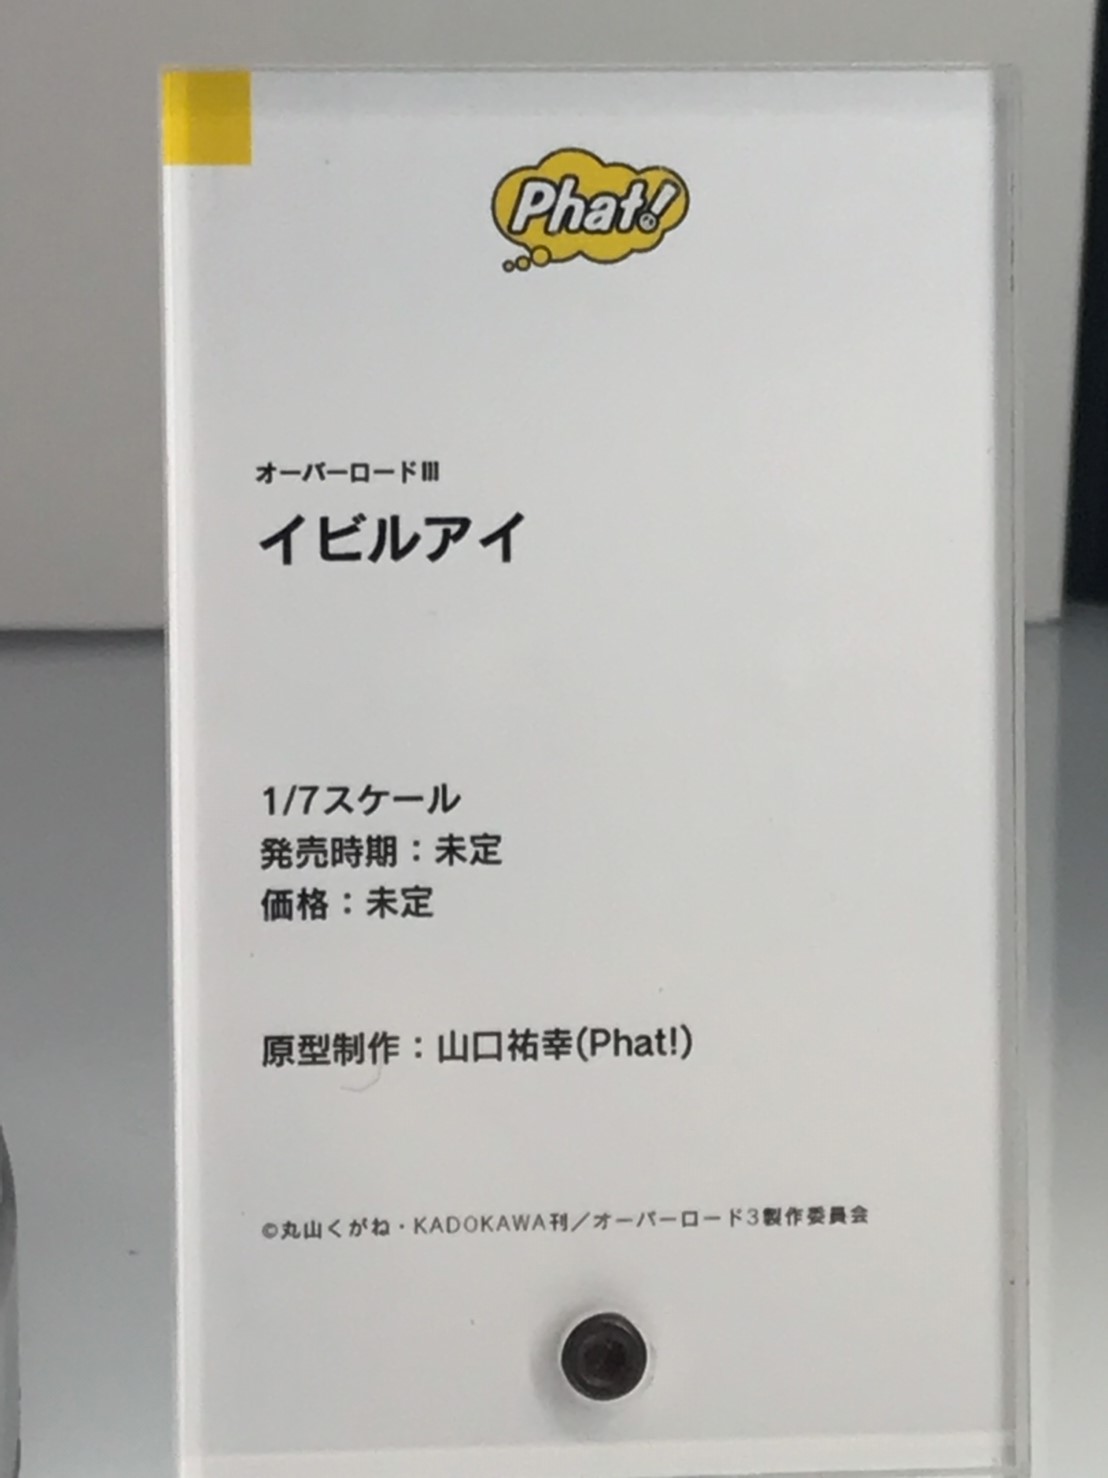 Phat!
オーバーロードⅢ
イビルアイ
1/7スケール
発売時期：未定
価格：未定
原型制作：山口祐幸(Phat!)
©丸山くがね・KADOKAWA刊／オーバーロード3製作委員会